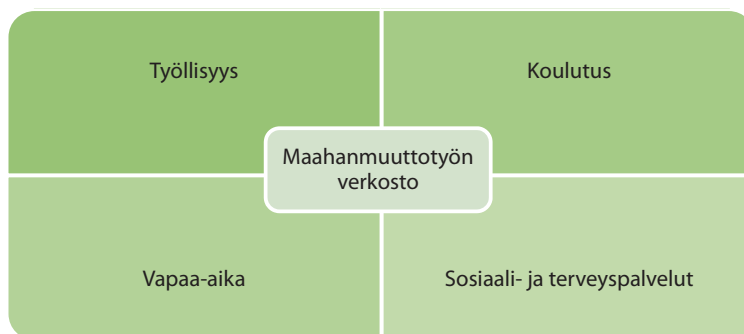 Työllisyys
Koulutus
Maahanmuuttotyön
verkosto
Vapaa-aika
Sosiaali- ja terveyspalvelut